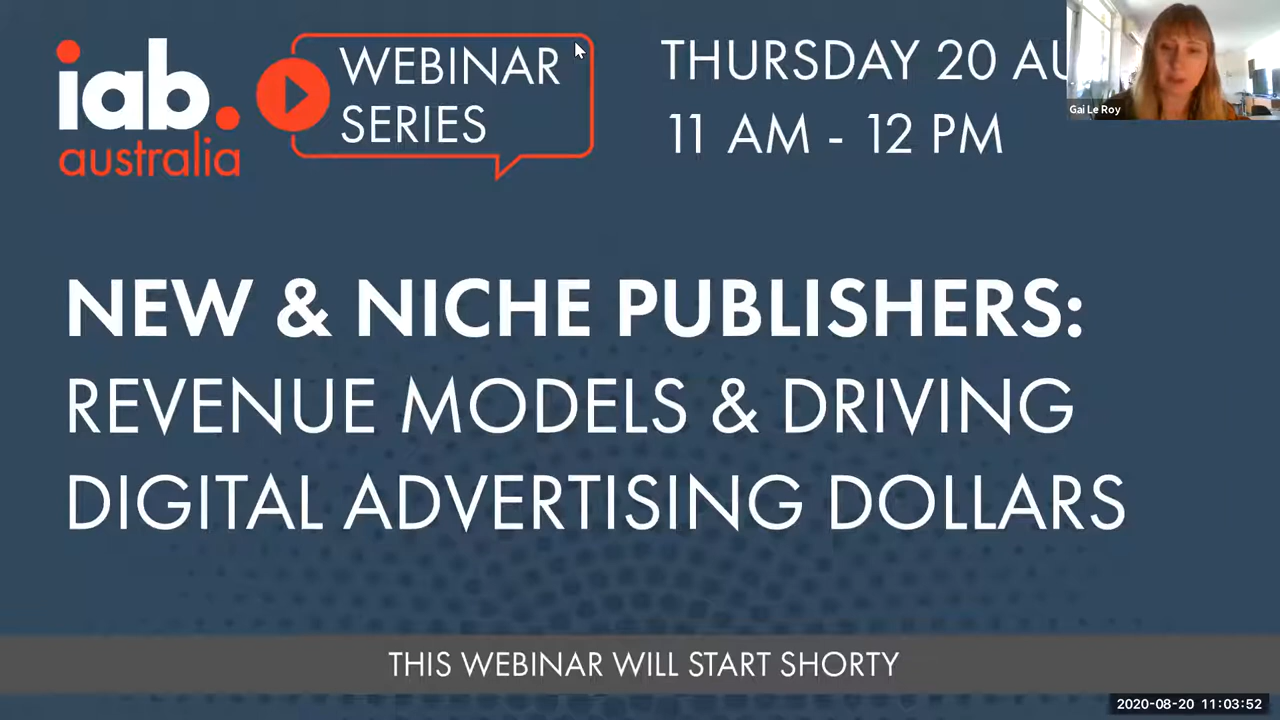 iab.
australia
WEBINAR
SERIES
THURSDAY 20 AU
11 AM - 12 PM
Gai Le Roy
NEW & NICHE PUBLISHERS:
REVENUE MODELS & DRIVING
DIGITAL ADVERTISING DOLLARS
THIS WEBINAR WILL START SHORTY
2020-08-20 11:03:52